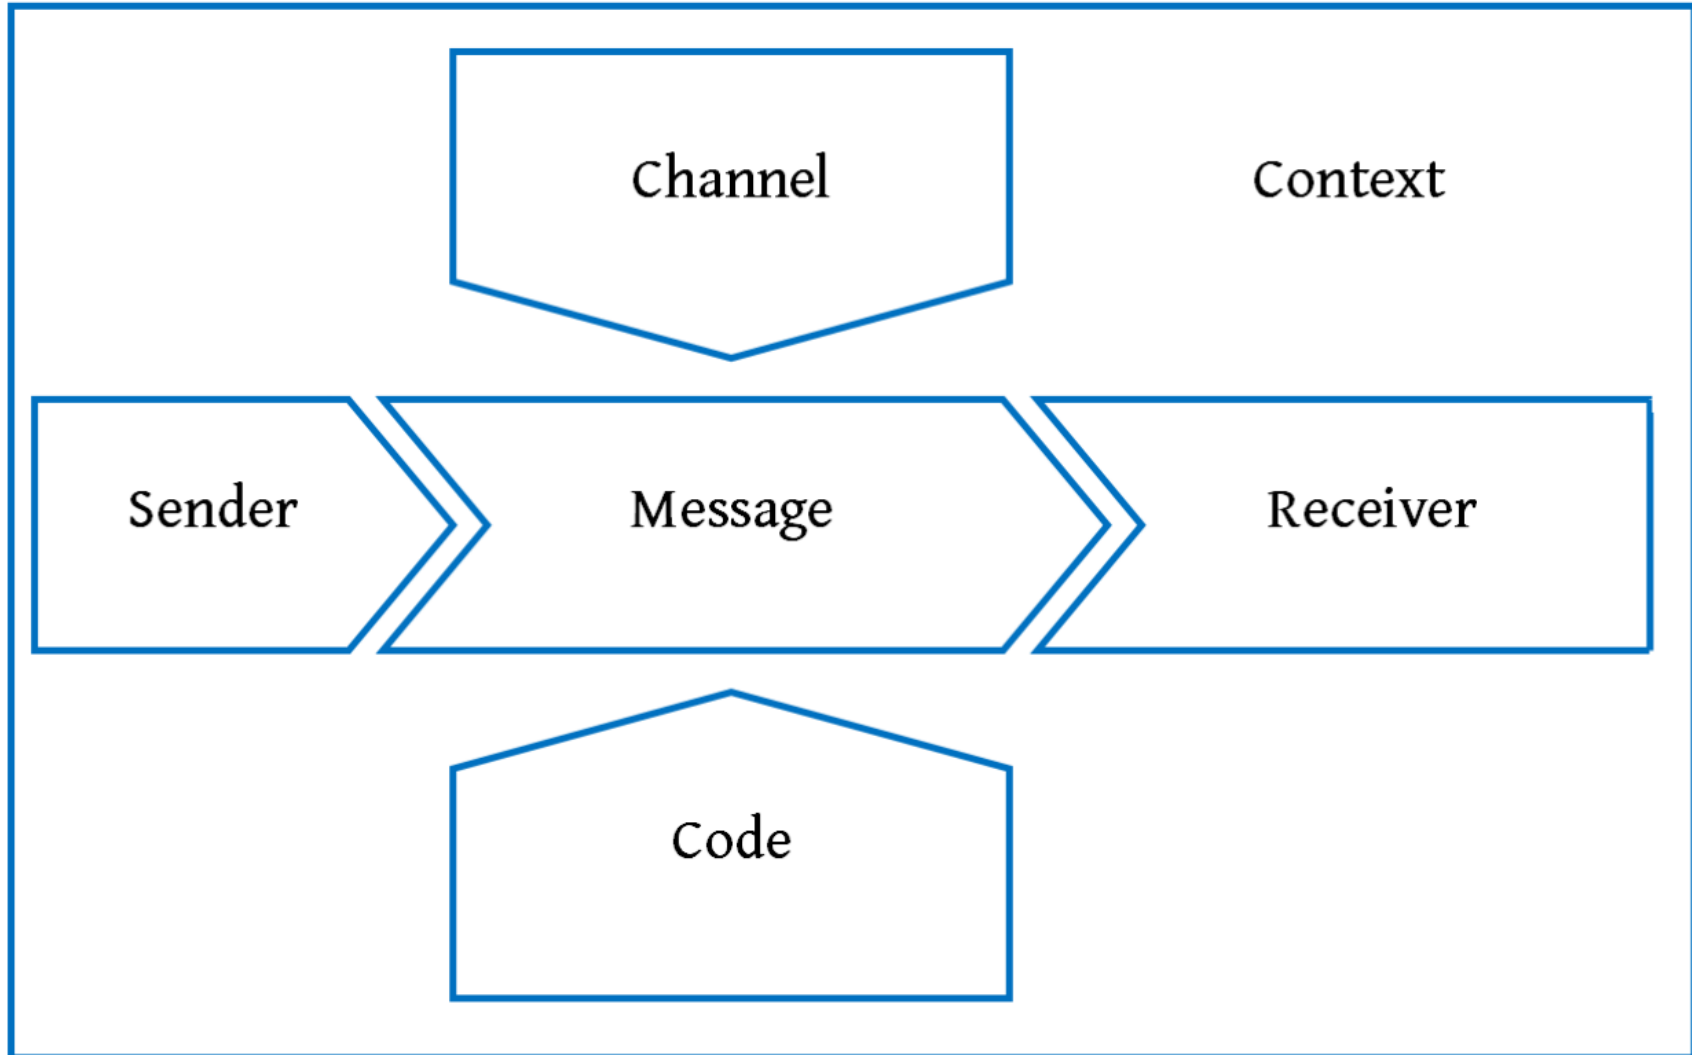 Channel
Context
Sender
Message
Receiver
Code